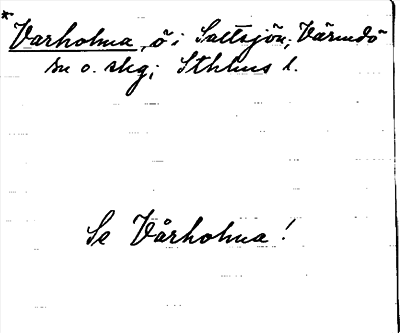 * Varholma, ö i Saltsjön; Värmdö
sn o. skg; Sthlms l.
Se Vårholma!